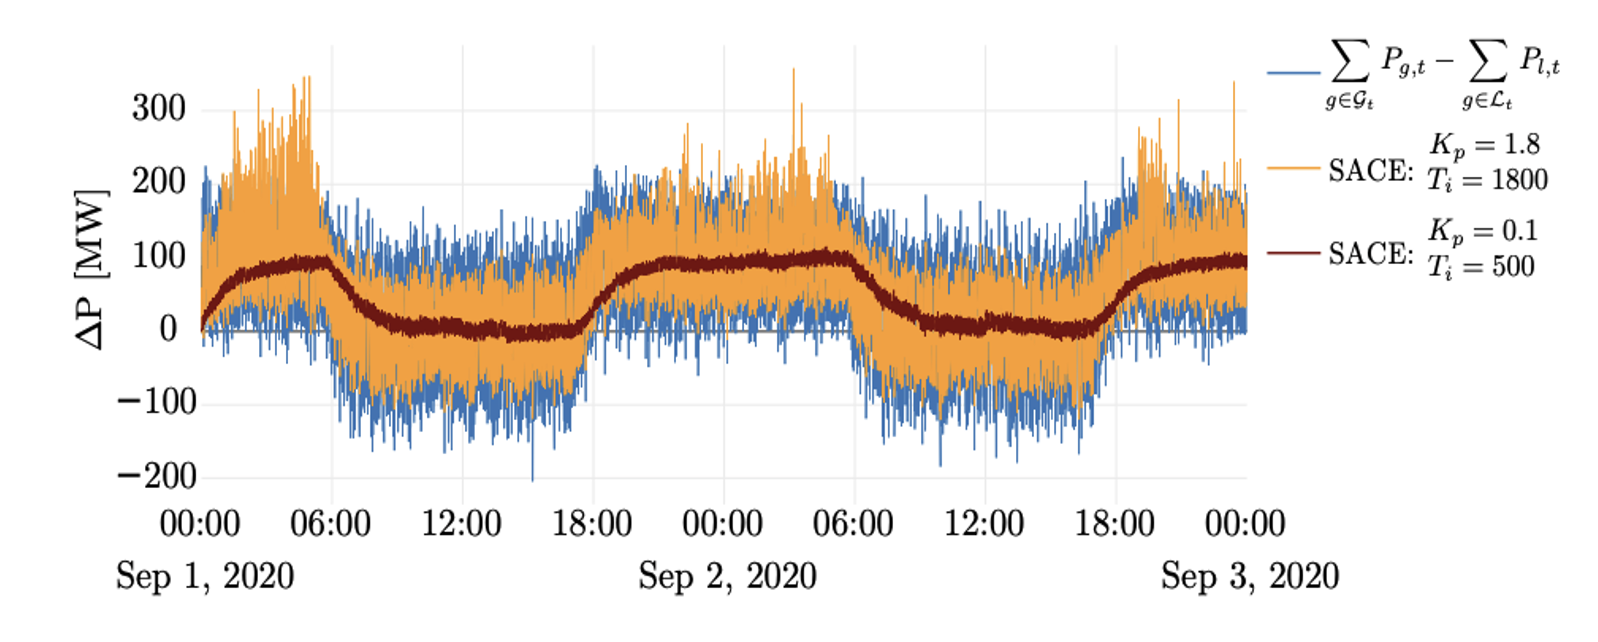 ΔP [MW]
300
200
100
0
−100
−200
00:00 06:00 12:00 18:00 00:00 06:00 12:00 18:00 00:00
Sep 1, 2020 Sep 2, 2020 Sep 3, 2020
∑_{g∈𝒢_t} P_{g,t} − ∑_{g∈ℒ_t} P_{l,t}
SACE: K_p = 1.8
T_i = 1800
SACE: K_p = 0.1
T_i = 500